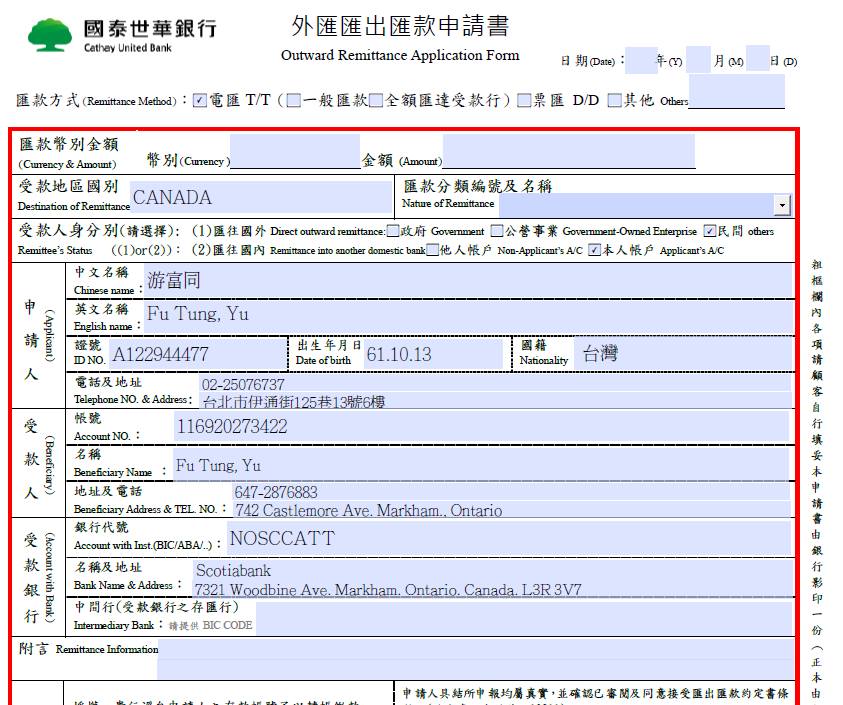 國泰世華銀行
Cathay United Bank
外匯匯出匯款申請書
Outward Remittance Application Form
日期(Date): 年(Y) 月(M) 日(D)
匯款方式(Remittance Method):☑電匯 T/T (☐一般匯款☐全額匯達受款行) ☐票匯 D/D ☐其他 Others
匯款幣別金額
(Currency & Amount) 幣別(Currency) 金額 (Amount)
受款地區國別
Destination of Remittance CANADA
匯款分類編號及名稱
Nature of Remittance
受款人身分別(請選擇): (1)匯往國外 Direct outward remittance:☐政府 Government ☐公營事業 Government-Owned Enterprise ☑民間 others
Remittee's Status ((1)or(2)): (2)匯往國內 Remittance into another domestic bank☐他人帳戶 Non-Applicant's A/C ☑本人帳戶 Applicant's A/C
申請人
(Applicant)
中文名稱
Chinese name: 游富同
英文名稱
English name: Fu Tung, Yu
證號
ID NO. A122944477
出生年月日
Date of birth 61.10.13
國籍
Nationality 台灣
電話及地址
Telephone NO. & Address:
02-25076737
台北市伊通街125巷13號6樓
受款人
(Beneficiary)
帳號
Account NO. : 116920273422
名稱
Beneficiary Name : Fu Tung, Yu
地址及電話
Beneficiary Address & TEL. NO. :
647-2876883
742 Castlemore Ave. Markham., Ontario
受款銀行
(Account with Bank)
銀行代號
Account with Inst.(BIC/ABA/..): NOSCCATT
名稱及地址
Bank Name & Address:
Scotiabank
7321 Woodbine Ave. Markham. Ontario. Canada. L3R 3V7
中間行(受款銀行之存匯行)
Intermediary Bank: 請提供 BIC CODE
附言 Remittance Information
申請人具結所申報均屬真實,並確認已審閱及同意接受匯出匯款約定書條
粗框欄內各項請顧客自行填妥本申請書由銀行影印一份(正本由